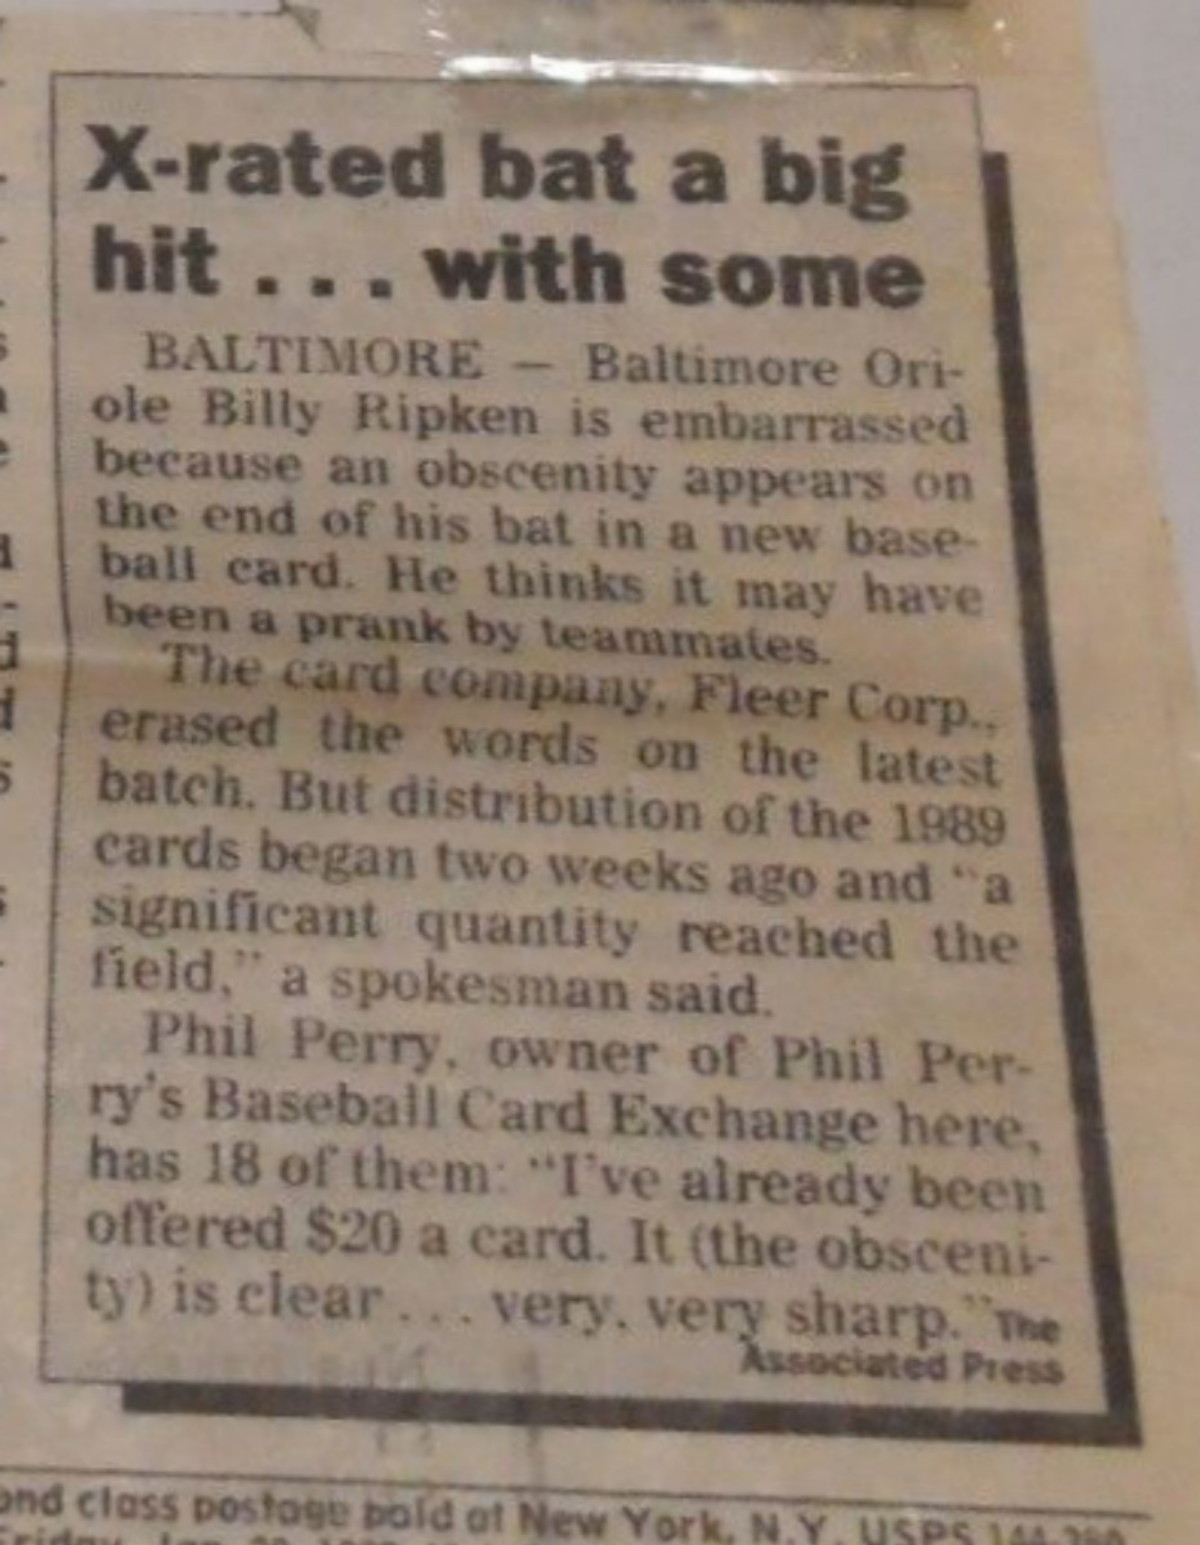 X-rated bat a big
hit . . . with some
BALTIMORE — Baltimore Ori-
ole Billy Ripken is embarrassed
because an obscenity appears on
the end of his bat in a new base-
ball card. He thinks it may have
been a prank by teammates.
The card company, Fleer Corp.,
erased the words on the latest
batch. But distribution of the 1989
cards began two weeks ago and "a
significant quantity reached the
field," a spokesman said.
Phil Perry, owner of Phil Per-
ry's Baseball Card Exchange here,
has 18 of them: "I've already been
offered $20 a card. It (the obsceni-
ty) is clear . . . very, very sharp." The
Associated Press
class postage paid at New York, N.Y. USPS